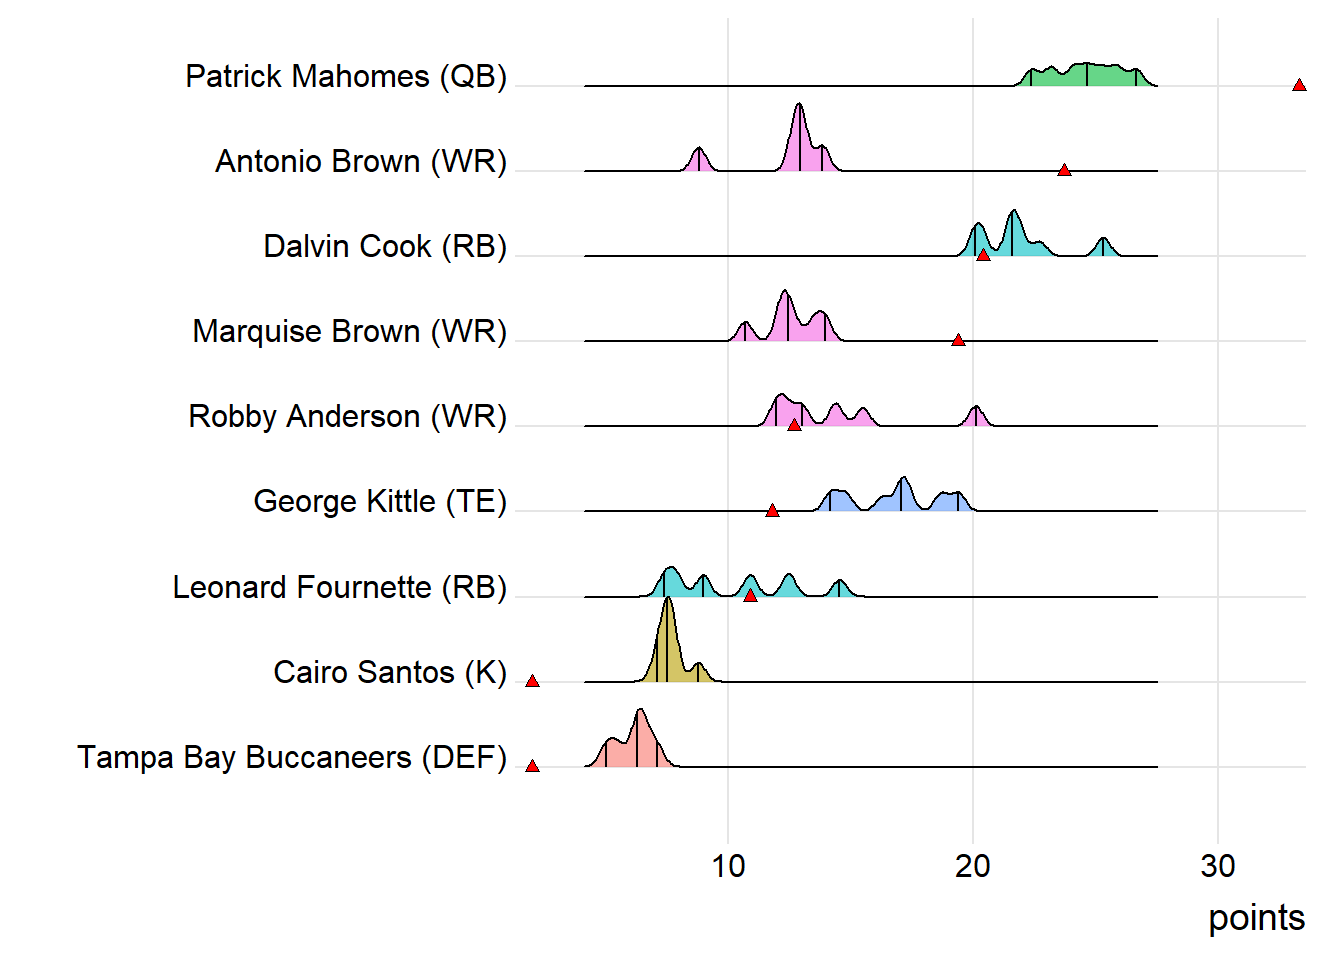 Patrick Mahomes (QB)
Antonio Brown (WR)
Dalvin Cook (RB)
Marquise Brown (WR)
Robby Anderson (WR)
George Kittle (TE)
Leonard Fournette (RB)
Cairo Santos (K)
Tampa Bay Buccaneers (DEF)
10 20 30
points